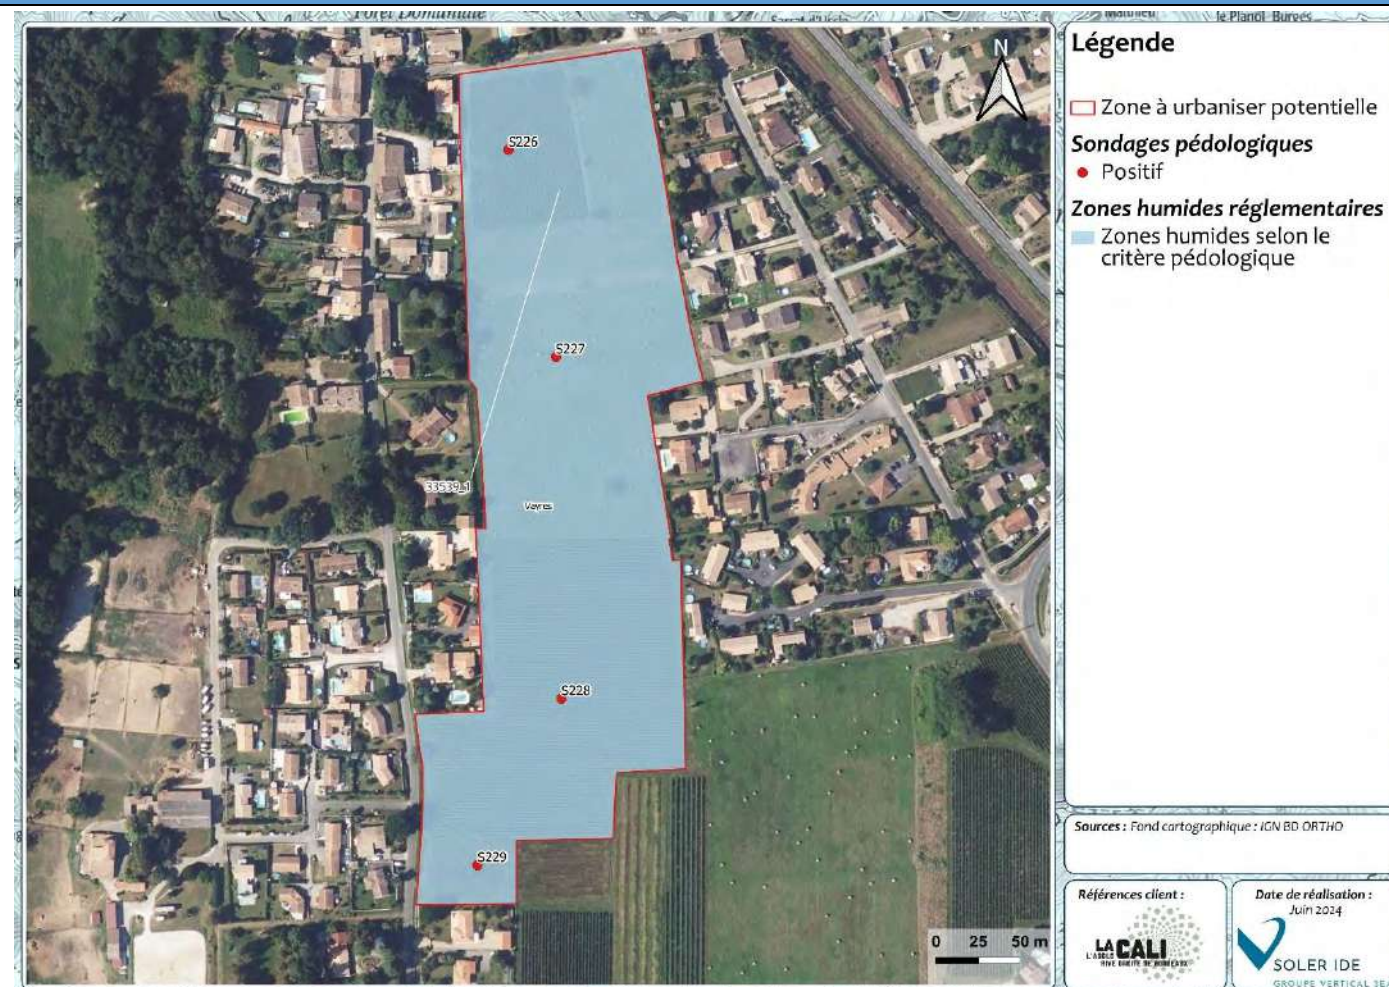 Forêt Domaniale
le Planol
Burgès
N
S226
S227
33539_1
Vayres
S228
S229
0 25 50 m
Légende
Zone à urbaniser potentielle
Sondages pédologiques
Positif
Zones humides réglementaires
Zones humides selon le
critère pédologique
Sources : Fond cartographique : IGN BD ORTHO
Références client :
LA CALI
Date de réalisation :
Juin 2024
SOLER IDE
GROUPE VERTICAL SEA